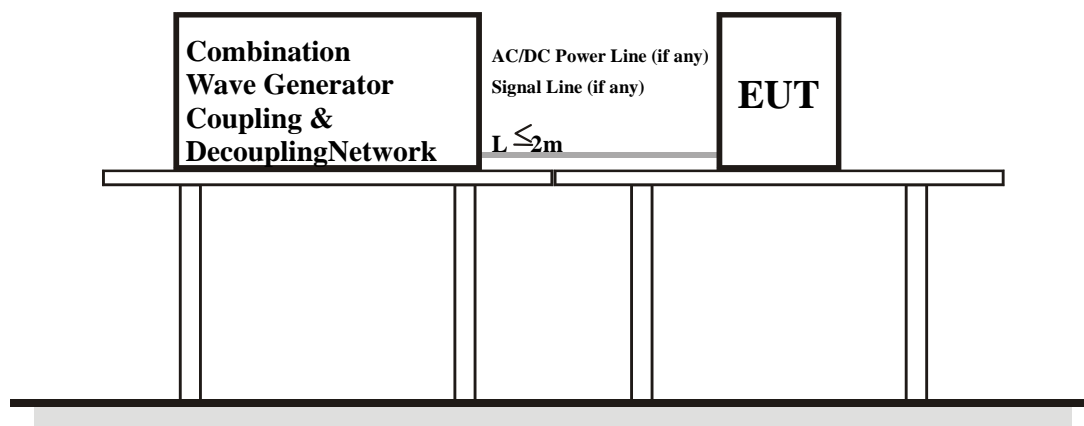 Combination
Wave Generator
Coupling &
DecouplingNetwork
AC/DC Power Line (if any)
Signal Line (if any)
L ≤2m
EUT